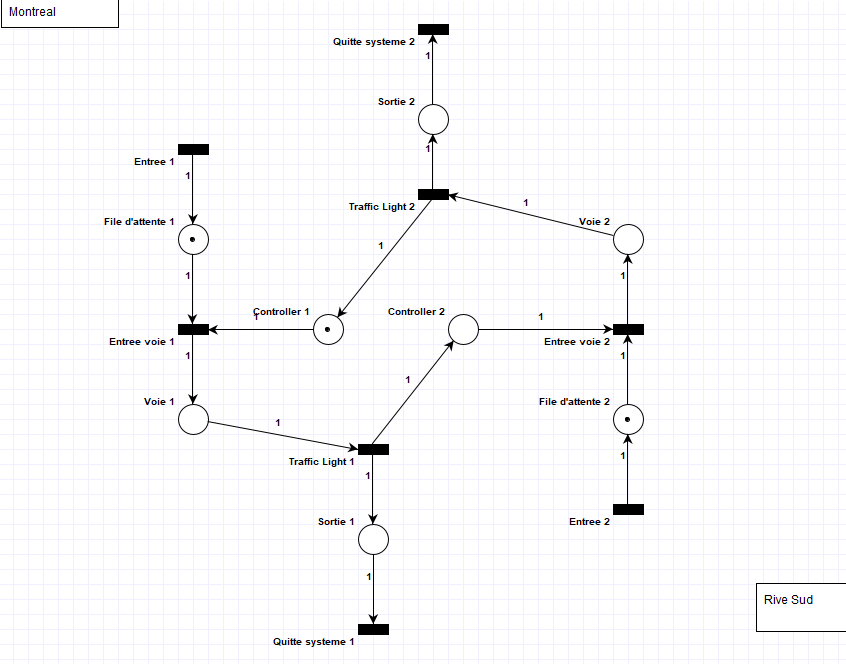 Montreal
Quitte systeme 2
1
Sortie 2
1
Entree 1
1
Traffic Light 2
1
File d'attente 1
Voie 2
1
1
1
Controller 1
1
Controller 2
1
Entree voie 1
Entree voie 2
1
1
1
Voie 1
File d'attente 2
1
Traffic Light 1
1
1
Sortie 1
Entree 2
1
Quitte systeme 1
Rive Sud